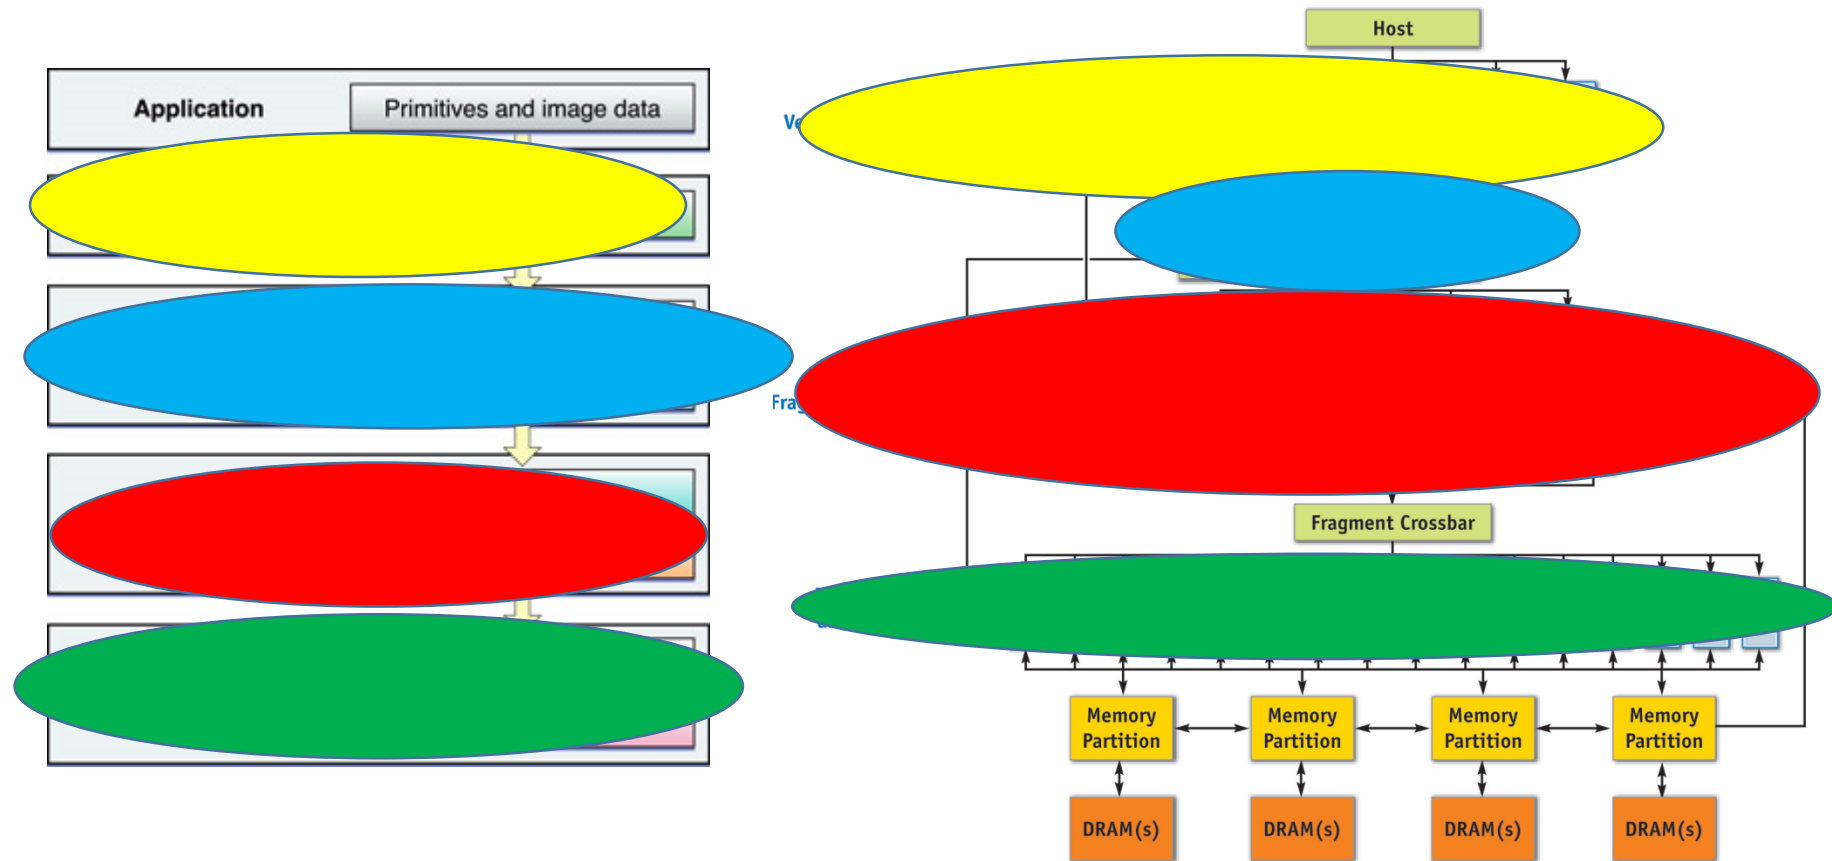 Application
Primitives and image data
Host
Fragment Crossbar
Memory
Partition
Memory
Partition
Memory
Partition
Memory
Partition
DRAM(s)
DRAM(s)
DRAM(s)
DRAM(s)